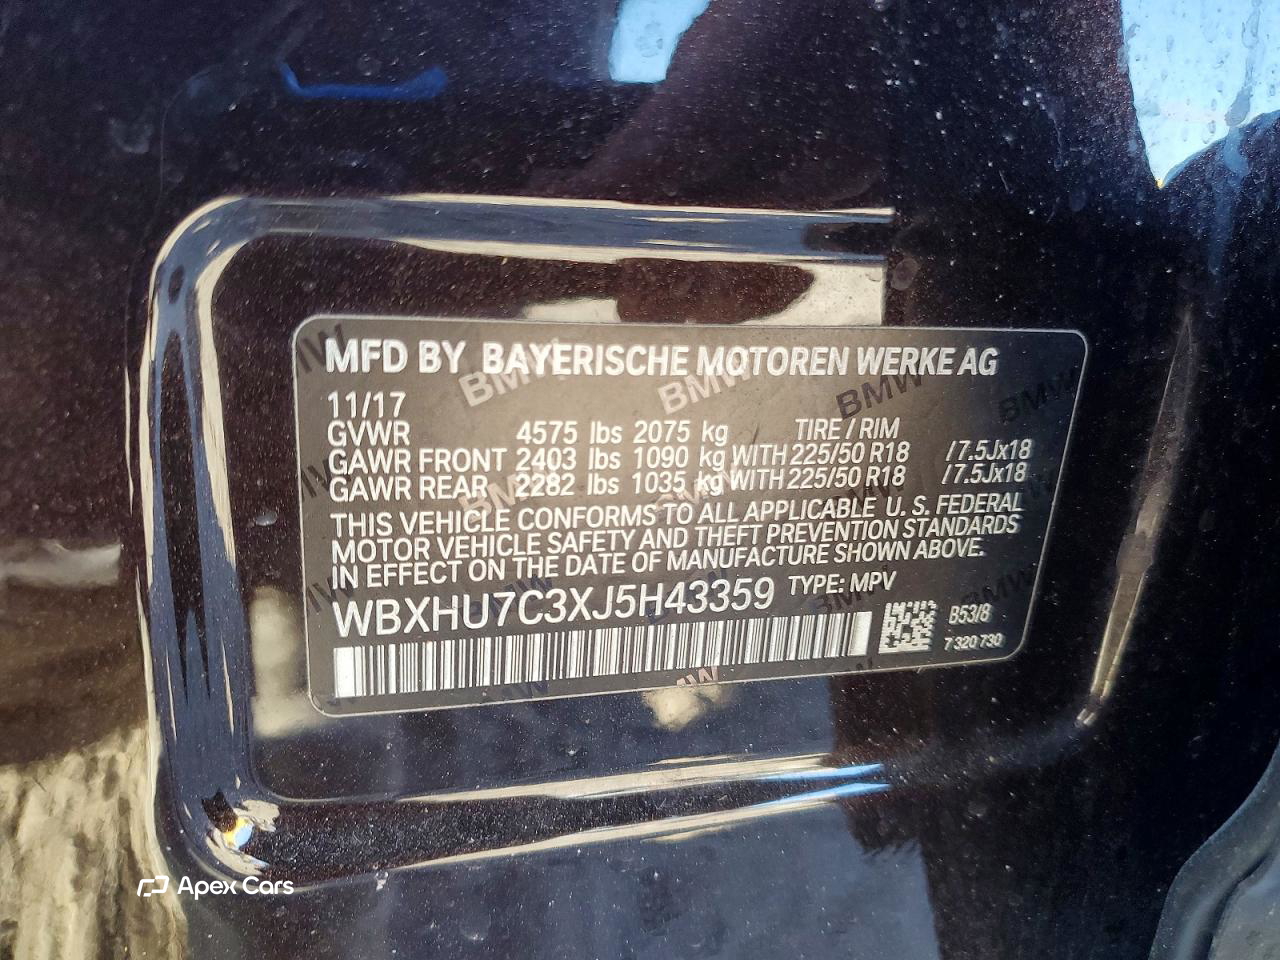 MFD BY BAYERISCHE MOTOREN WERKE AG
11/17
GVWR 4575 lbs 2075 kg TIRE / RIM
GAWR FRONT 2403 lbs 1090 kg WITH 225/50 R18 /7.5Jx18
GAWR REAR 2282 lbs 1035 kg WITH 225/50 R18 /7.5Jx18
THIS VEHICLE CONFORMS TO ALL APPLICABLE U. S. FEDERAL
MOTOR VEHICLE SAFETY AND THEFT PREVENTION STANDARDS
IN EFFECT ON THE DATE OF MANUFACTURE SHOWN ABOVE.
WBXHU7C3XJ5H43359 TYPE: MPV
B53/8
7 320 730
Apex Cars